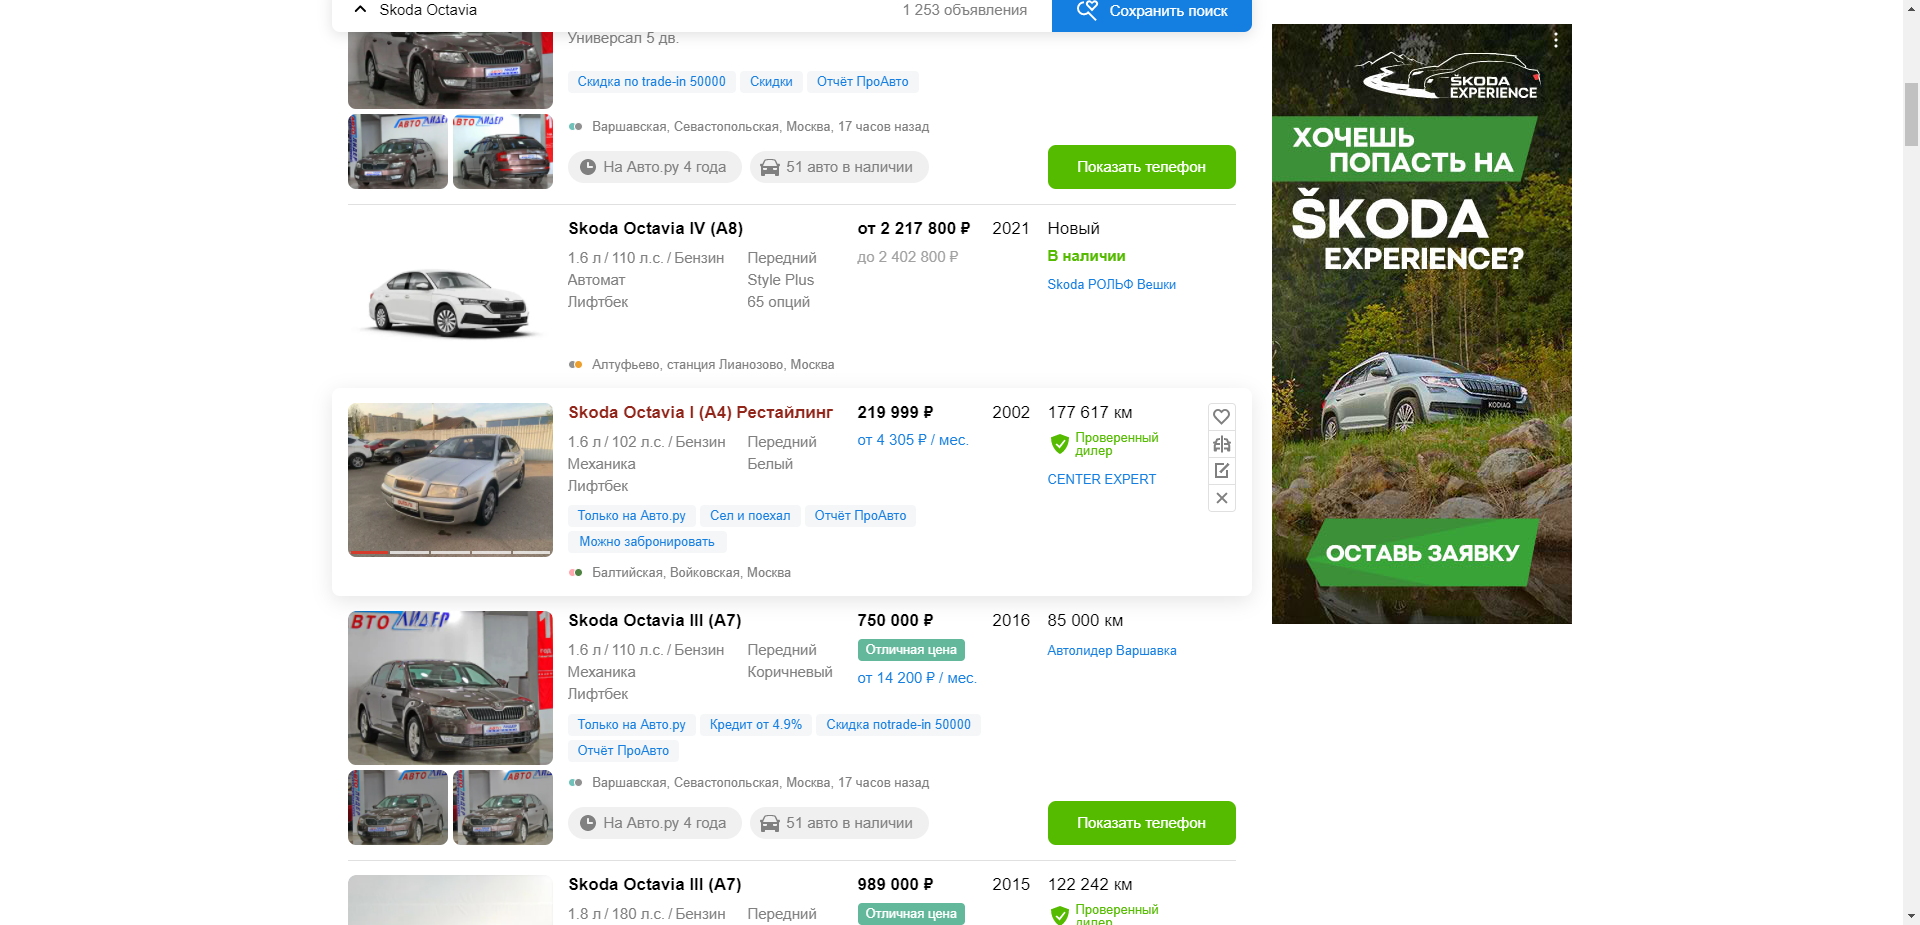 Skoda Octavia
1 253 объявления
Сохранить поиск
Универсал 5 дв.
Скидка по trade-in 50000
Скидки
Отчёт ПроАвто
Варшавская, Севастопольская, Москва, 17 часов назад
На Авто.ру 4 года
51 авто в наличии
Показать телефон
Skoda Octavia IV (A8)
от 2 217 800 ₽
2021
Новый
1.6 л / 110 л.с. / Бензин
Передний
до 2 402 800 ₽
В наличии
Автомат
Style Plus
Skoda РОЛЬФ Вешки
Лифтбек
65 опций
Алтуфьево, станция Лианозово, Москва
Skoda Octavia I (A4) Рестайлинг
219 999 ₽
2002
177 617 км
1.6 л / 102 л.с. / Бензин
Передний
от 4 305 ₽ / мес.
Проверенный
дилер
Механика
Белый
CENTER EXPERT
Лифтбек
Только на Авто.ру
Сел и поехал
Отчёт ПроАвто
Можно забронировать
Балтийская, Войковская, Москва
ВТО ЛИДЕР
Skoda Octavia III (A7)
750 000 ₽
2016
85 000 км
1.6 л / 110 л.с. / Бензин
Передний
Отличная цена
Автолидер Варшавка
Механика
Коричневый
от 14 200 ₽ / мес.
Лифтбек
Только на Авто.ру
Кредит от 4.9%
Скидка поtrade-in 50000
Отчёт ПроАвто
Варшавская, Севастопольская, Москва, 17 часов назад
На Авто.ру 4 года
51 авто в наличии
Показать телефон
Skoda Octavia III (A7)
989 000 ₽
2015
122 242 км
1.8 л / 180 л.с. / Бензин
Передний
Отличная цена
Проверенный
дилер
ŠKODA
EXPERIENCE
ХОЧЕШЬ
ПОПАСТЬ НА
ŠKODA
EXPERIENCE?
KODIAQ
ОСТАВЬ ЗАЯВКУ